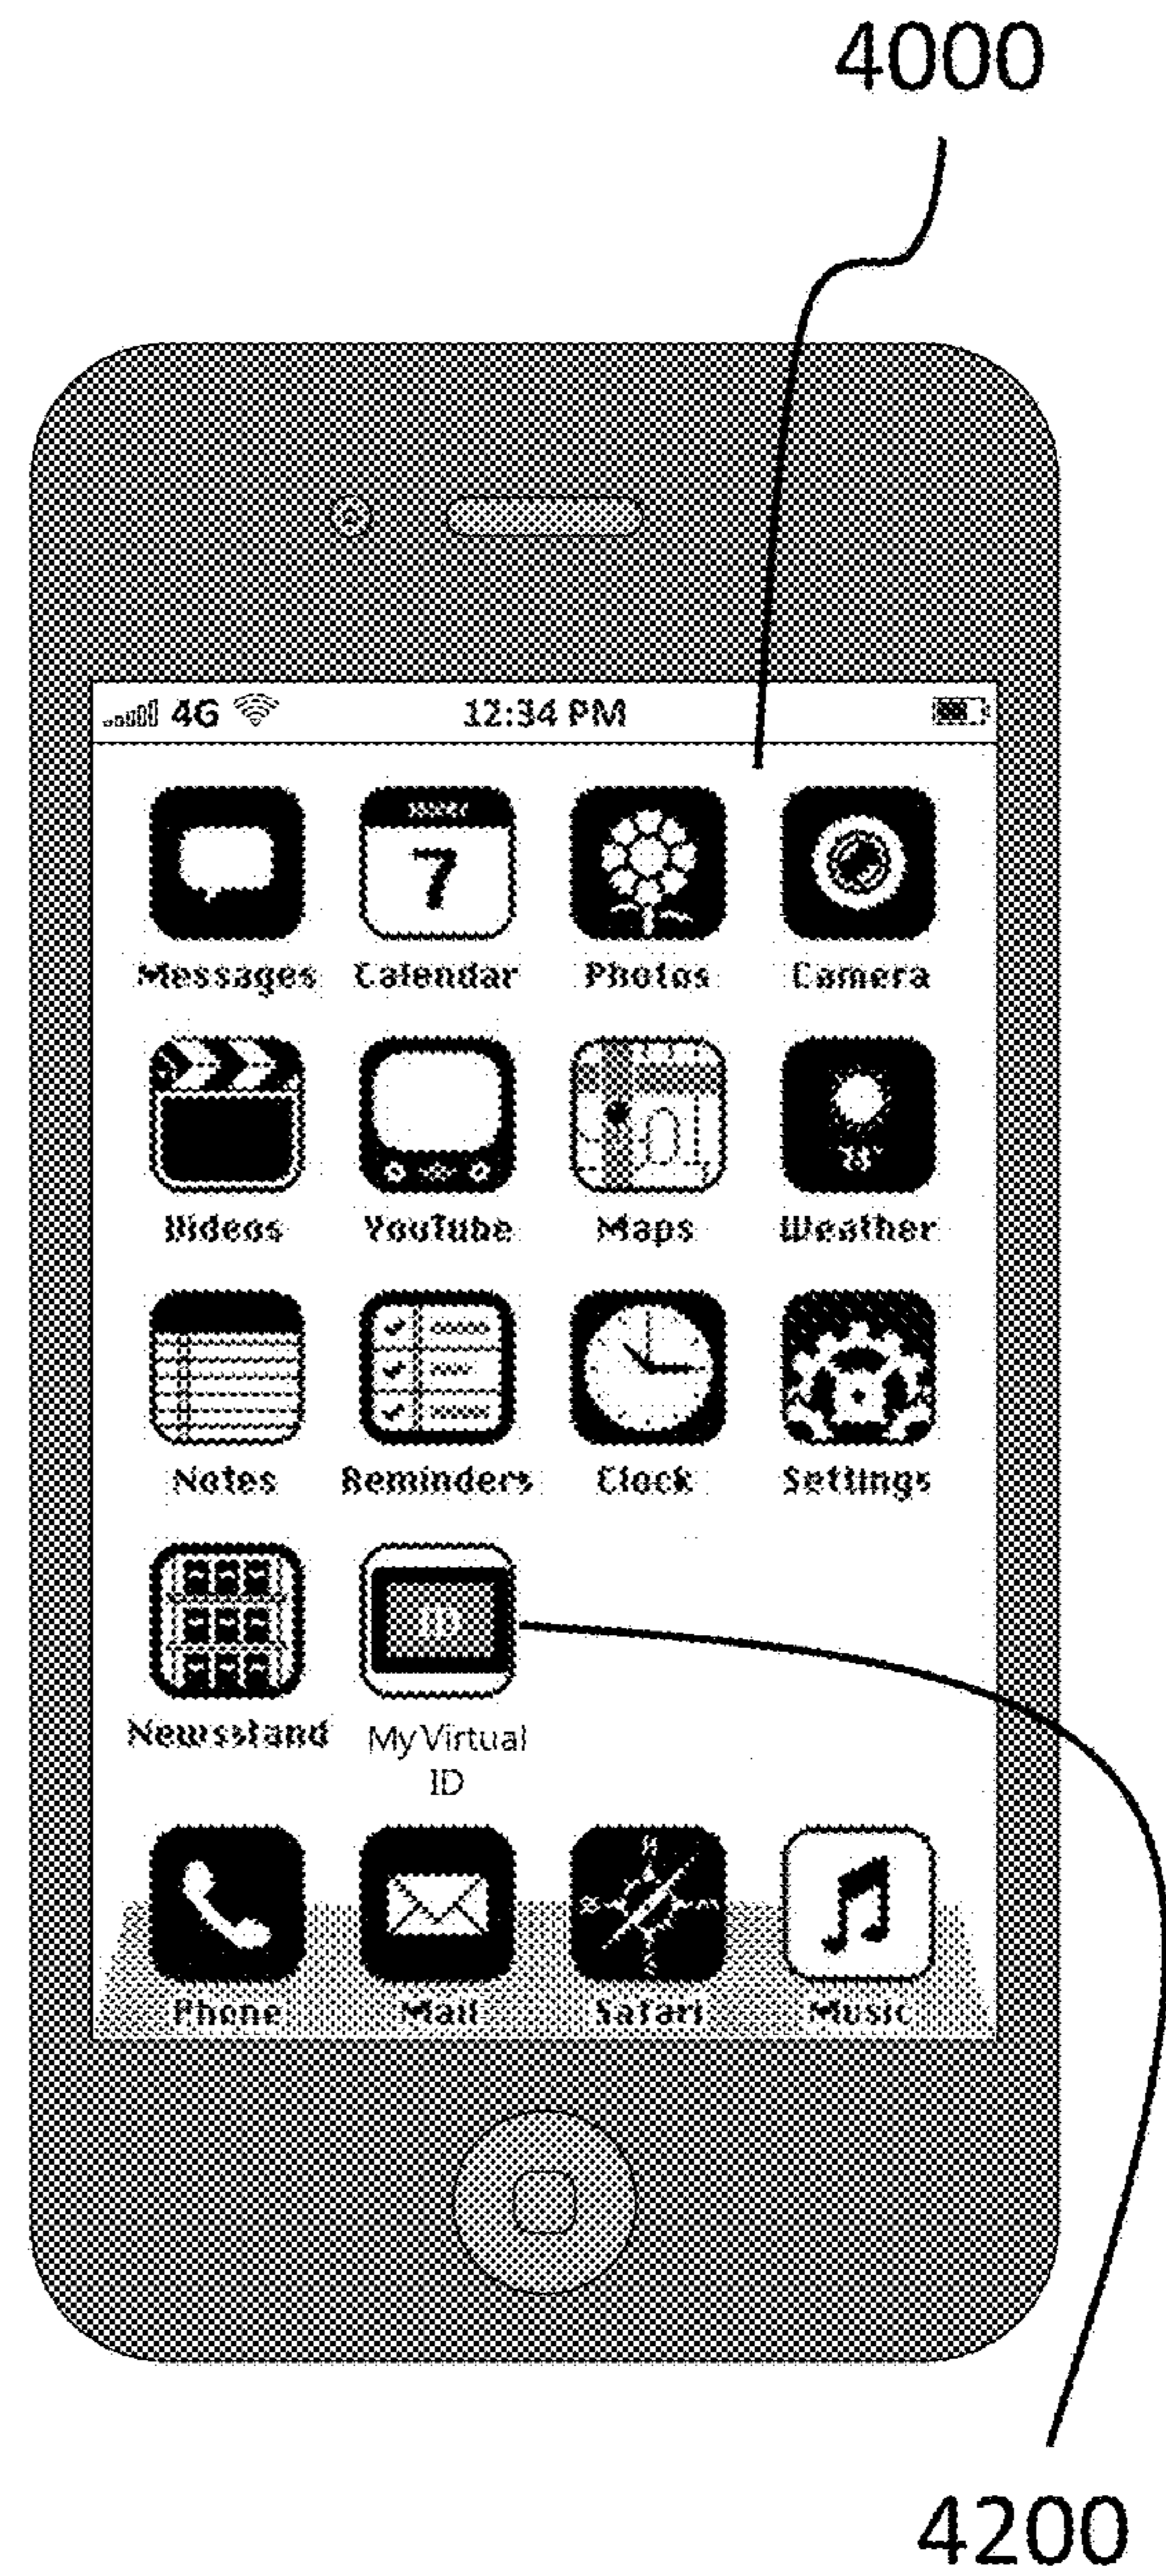 4000
4G 12:34 PM
7
Messages Calendar Photos Camera
Videos YouTube Maps Weather
Notes Reminders Clock Settings
ID
Newsstand My Virtual
ID
Phone Mail Safari Music
4200